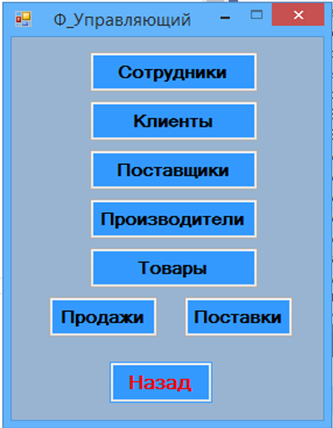 Ф_Управляющий
Сотрудники
Клиенты
Поставщики
Производители
Товары
Продажи Поставки
Назад